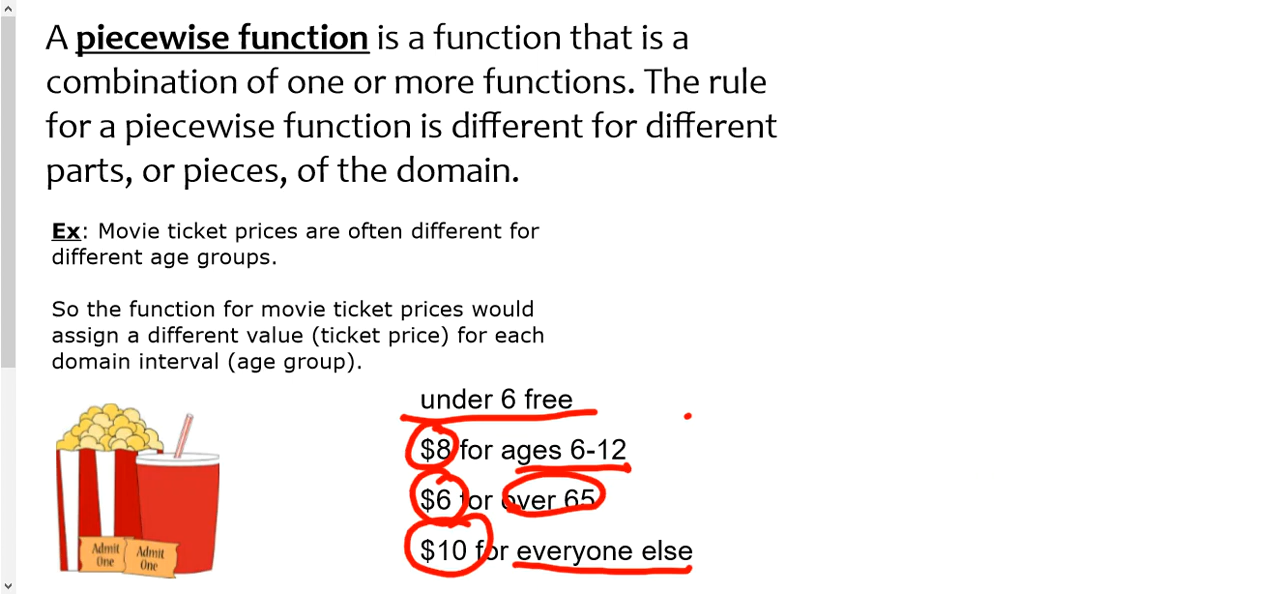 A piecewise function is a function that is a
combination of one or more functions. The rule
for a piecewise function is different for different
parts, or pieces, of the domain.
Ex: Movie ticket prices are often different for
different age groups.
So the function for movie ticket prices would
assign a different value (ticket price) for each
domain interval (age group).
under 6 free
$8 for ages 6-12
$6 for over 65
$10 for everyone else
Admit
One
Admit
One